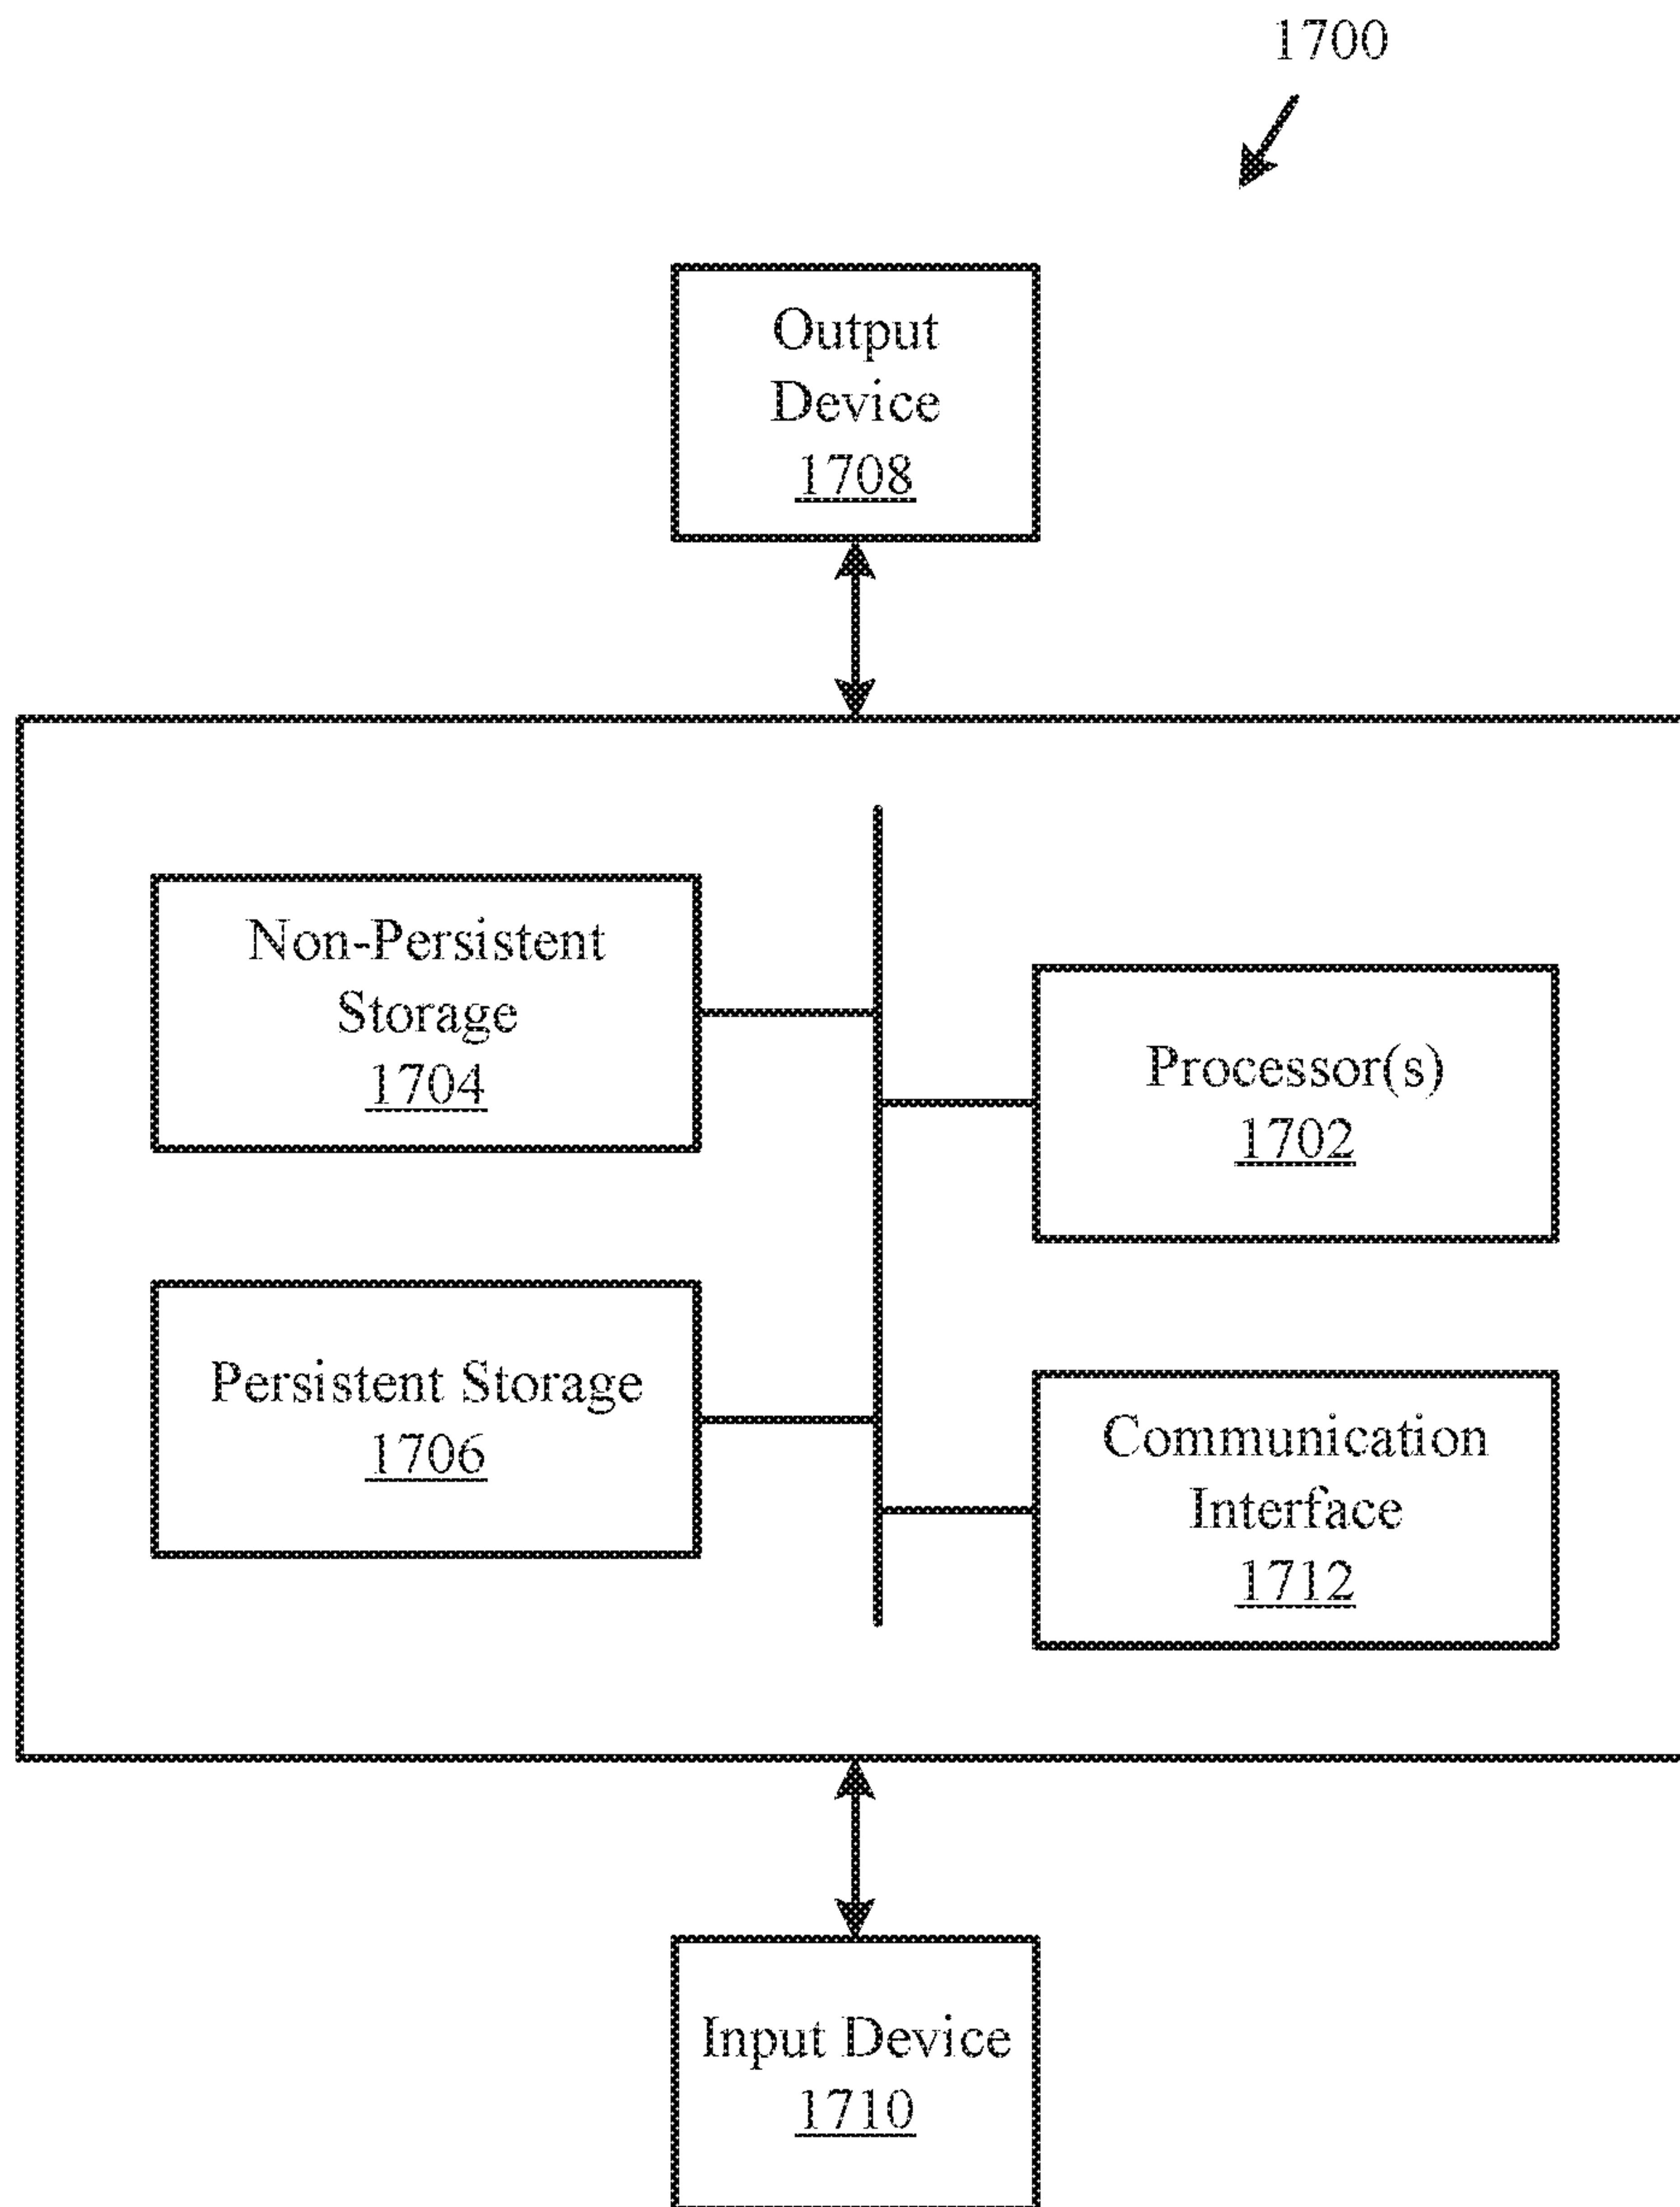 1700
Output
Device
1708
Non-Persistent
Storage
1704
Processor(s)
1702
Persistent Storage
1706
Communication
Interface
1712
Input Device
1710